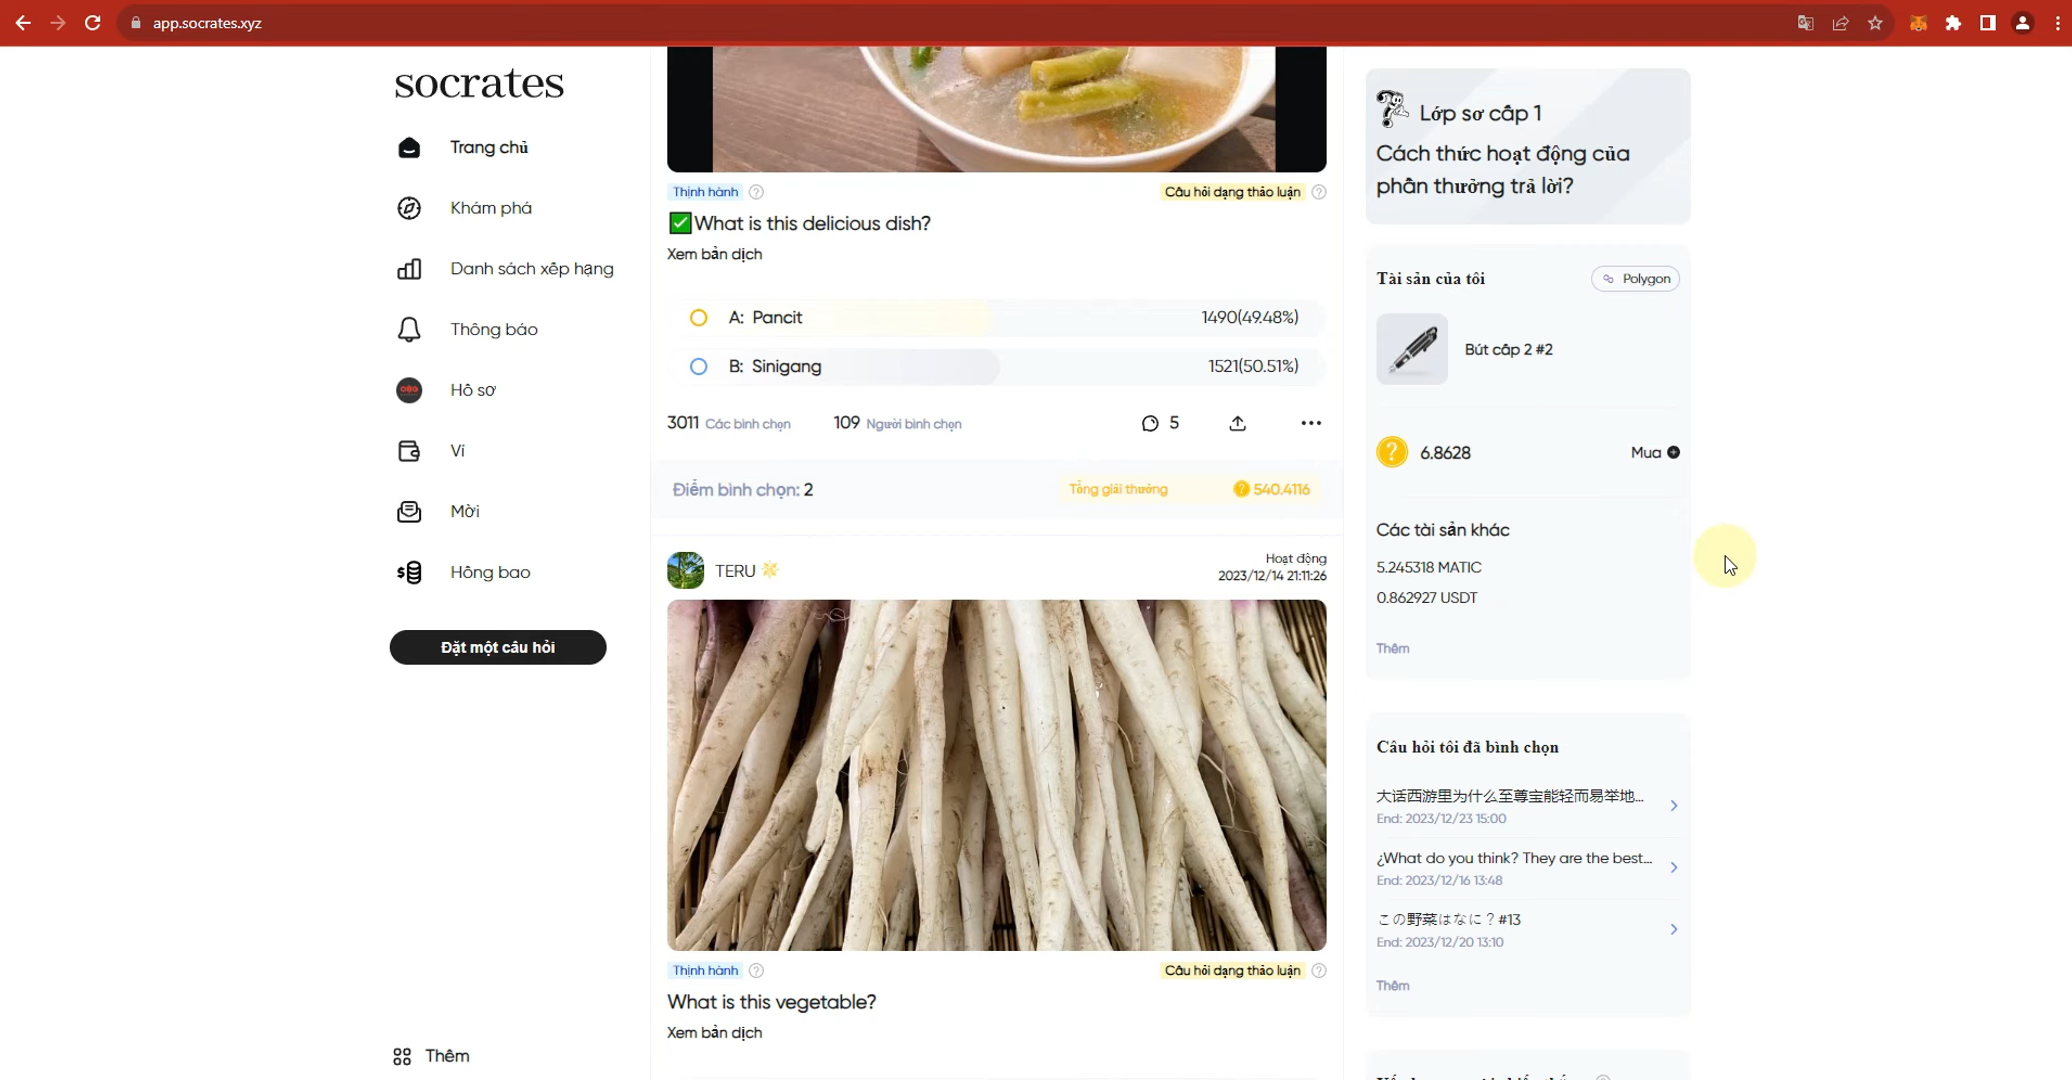 app.socrates.xyz
socrates
Trang chủ
Khám phá
Danh sách xếp hạng
Thông báo
Hồ sơ
Ví
Mời
Hồng bao
Đặt một câu hỏi
Thêm
Thịnh hành
Câu hỏi dạng thảo luận
✅What is this delicious dish?
Xem bản dịch
A: Pancit 1490(49.48%)
B: Sinigang 1521(50.51%)
3011 Các bình chọn 109 Người bình chọn 5
Điểm bình chọn: 2 Tổng giải thưởng 540.4116
TERU
Hoạt động
2023/12/14 21:11:26
Thịnh hành
Câu hỏi dạng thảo luận
What is this vegetable?
Xem bản dịch
Lớp sơ cấp 1
Cách thức hoạt động của
phần thưởng trả lời?
Tài sản của tôi Polygon
Bút cấp 2 #2
6.8628 Mua
Các tài sản khác
5.245318 MATIC
0.862927 USDT
Thêm
Câu hỏi tôi đã bình chọn
大话西游里为什么至尊宝能轻而易举地...
End: 2023/12/23 15:00
¿What do you think? They are the best...
End: 2023/12/16 13:48
この野菜はなに？#13
End: 2023/12/20 13:10
Thêm